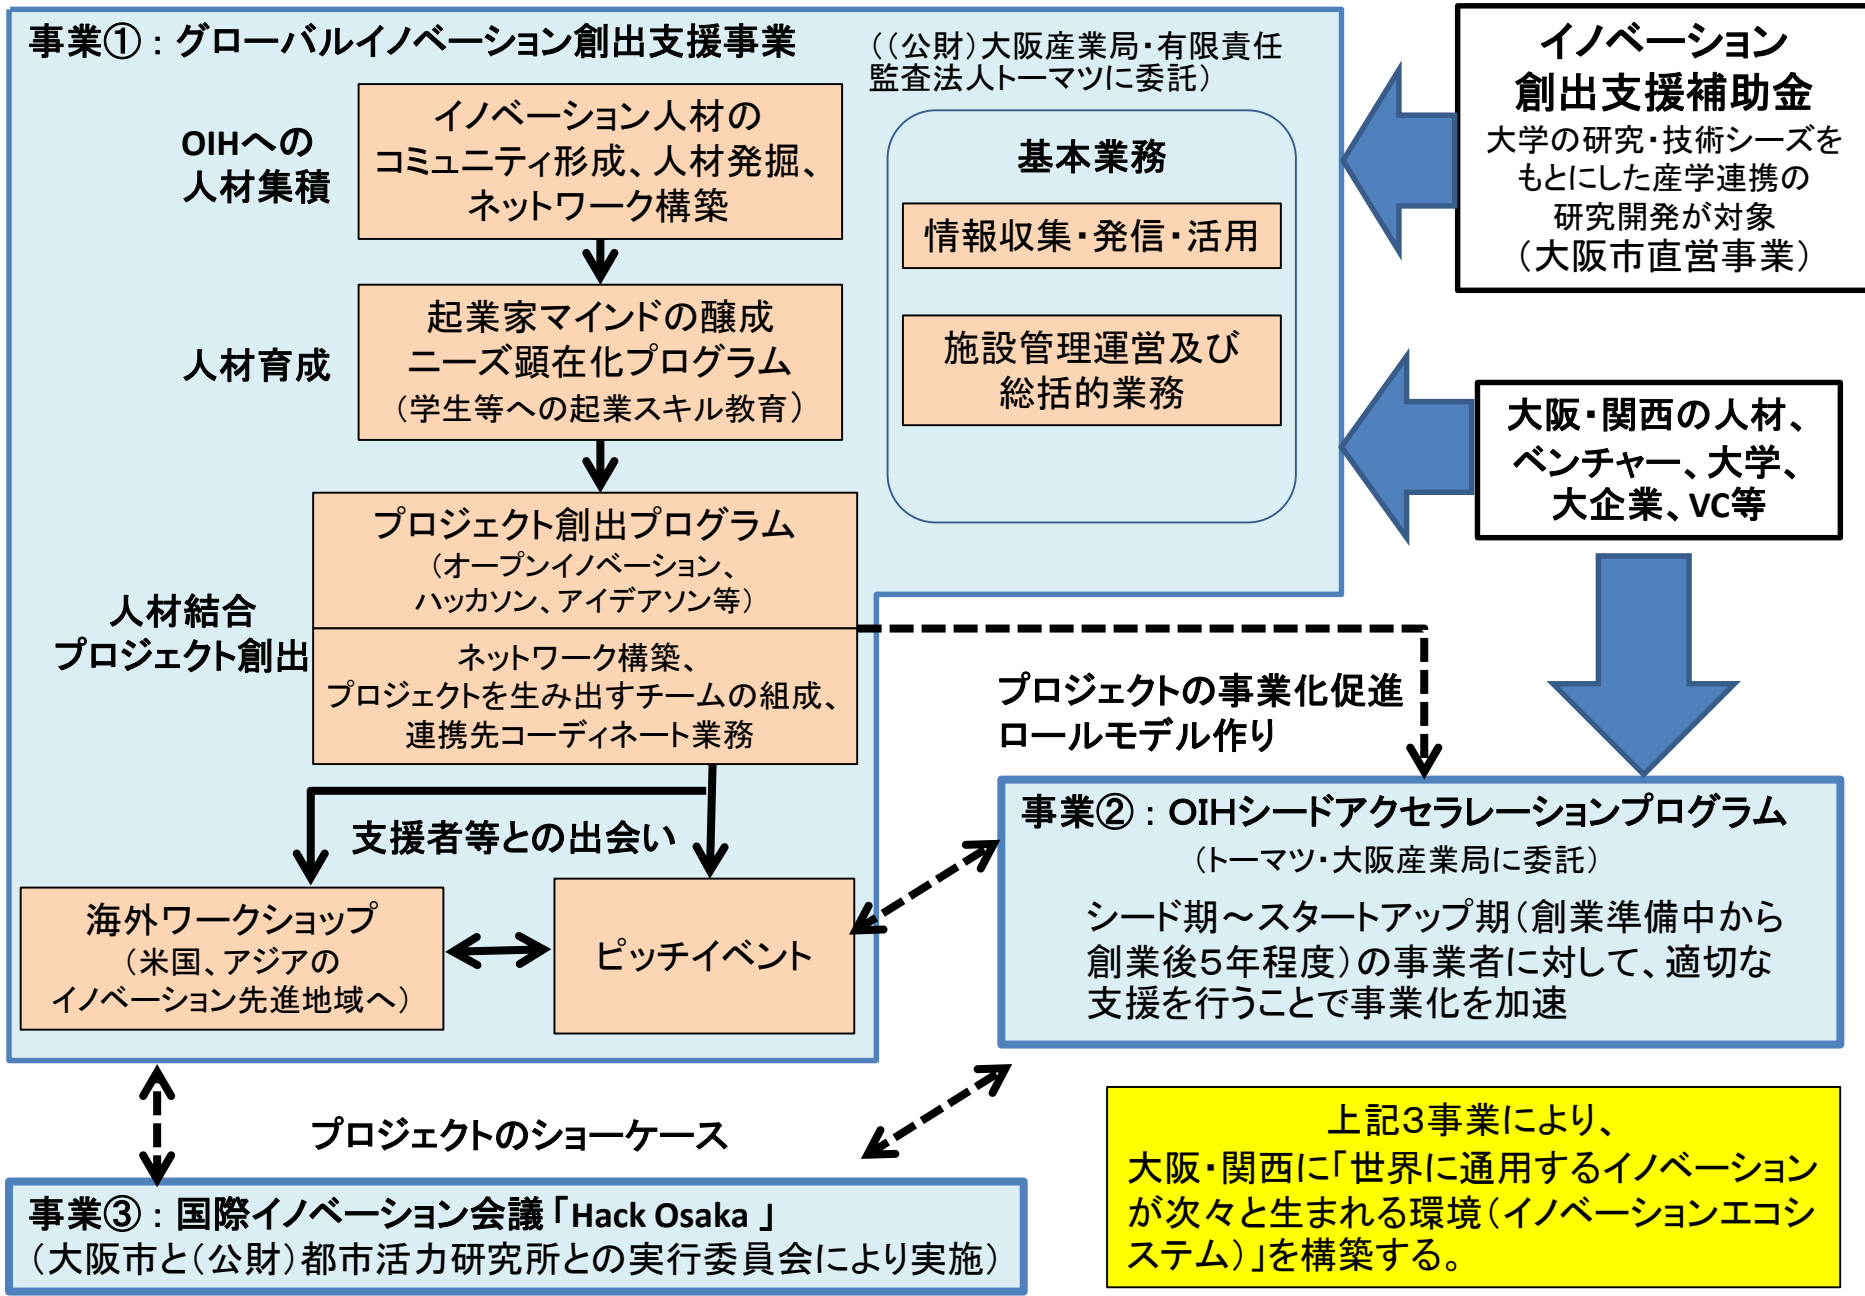 事業①：グローバルイノベーション創出支援事業
（(公財)大阪産業局・有限責任
監査法人トーマツに委託）
OIHへの
人材集積
イノベーション人材の
コミュニティ形成、人材発掘、
ネットワーク構築
人材育成
起業家マインドの醸成
ニーズ顕在化プログラム
（学生等への起業スキル教育）
人材結合
プロジェクト創出
プロジェクト創出プログラム
（オープンイノベーション、
ハッカソン、アイデアソン等）
ネットワーク構築、
プロジェクトを生み出すチームの組成、
連携先コーディネート業務
支援者等との出会い
海外ワークショップ
（米国、アジアの
イノベーション先進地域へ）
ピッチイベント
基本業務
情報収集・発信・活用
施設管理運営及び
総括的業務
イノベーション
創出支援補助金
大学の研究・技術シーズを
もとにした産学連携の
研究開発が対象
（大阪市直営事業）
大阪・関西の人材、
ベンチャー、大学、
大企業、VC等
プロジェクトの事業化促進
ロールモデル作り
事業②：OIHシードアクセラレーションプログラム
（トーマツ・大阪産業局に委託）
シード期～スタートアップ期（創業準備中から
創業後５年程度）の事業者に対して、適切な
支援を行うことで事業化を加速
プロジェクトのショーケース
事業③：国際イノベーション会議「Hack Osaka 」
（大阪市と(公財)都市活力研究所との実行委員会により実施）
上記３事業により、
大阪・関西に「世界に通用するイノベーション
が次々と生まれる環境（イノベーションエコシ
ステム）」を構築する。